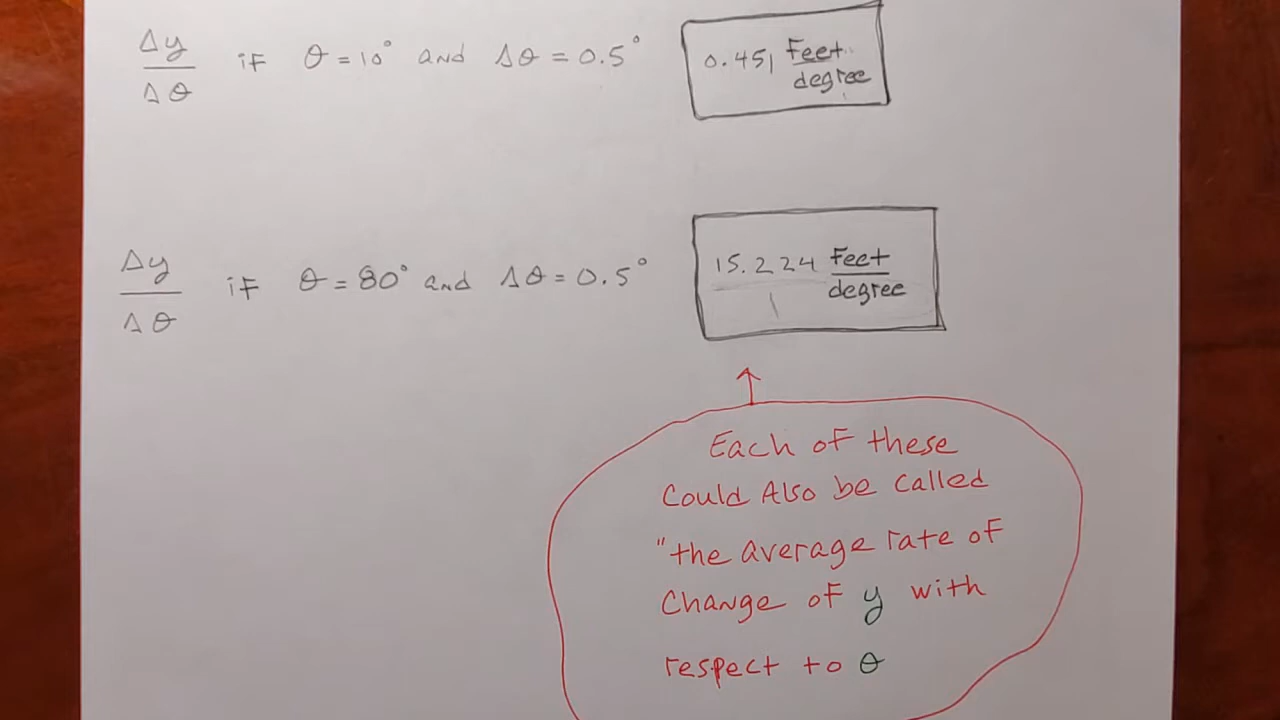 Δy/Δθ if θ = 10° and Δθ = 0.5° 0.451 Feet/degree
Δy/Δθ if θ = 80° and Δθ = 0.5° 15.224 Feet/degree
Each of these
Could Also be called
"the average rate of
Change of y with
respect to θ